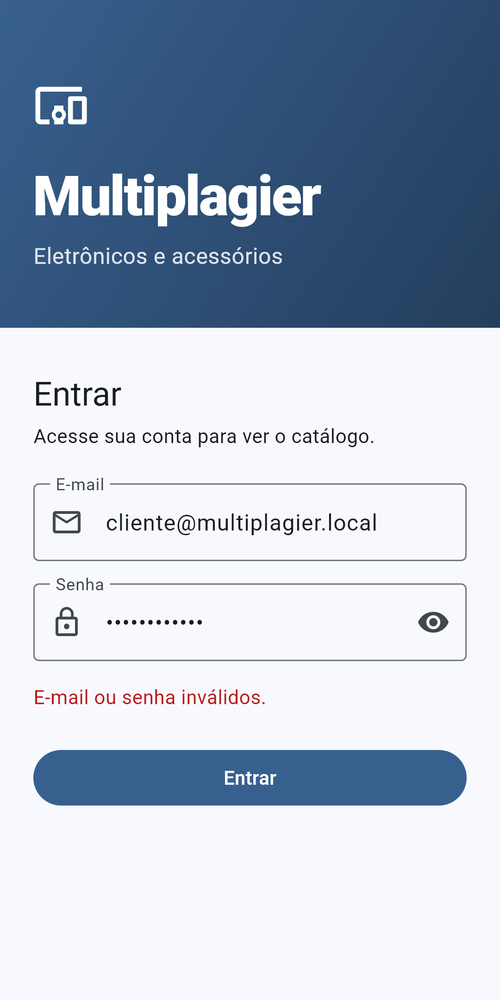 Multiplagier
Eletrônicos e acessórios
Entrar
Acesse sua conta para ver o catálogo.
E-mail
cliente@multiplagier.local
Senha
••••••••••••
E-mail ou senha inválidos.
Entrar